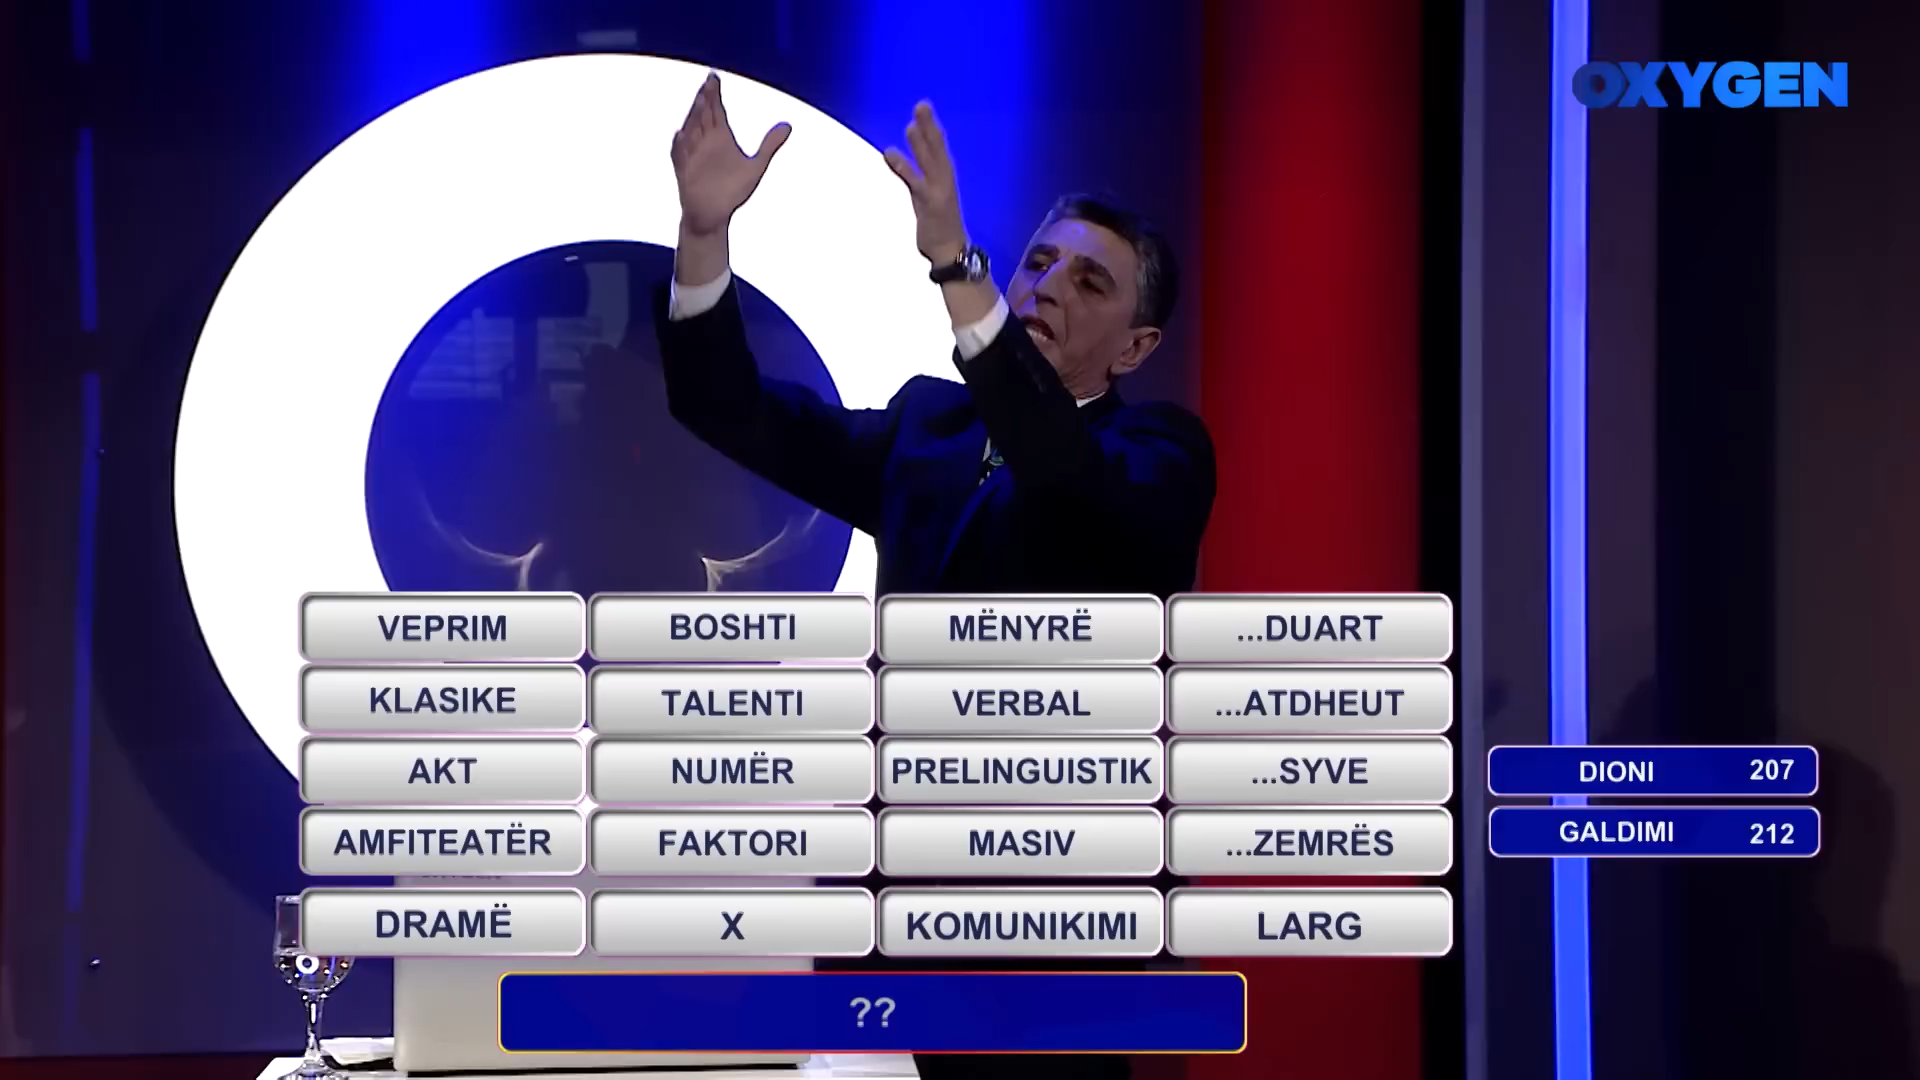 OXYGEN
VEPRIM BOSHTI MËNYRË ...DUART
KLASIKE TALENTI VERBAL ...ATDHEUT
AKT NUMËR PRELINGUISTIK ...SYVE
AMFITEATËR FAKTORI MASIV ...ZEMRËS
DRAMË X KOMUNIKIMI LARG
??
DIONI 207
GALDIMI 212